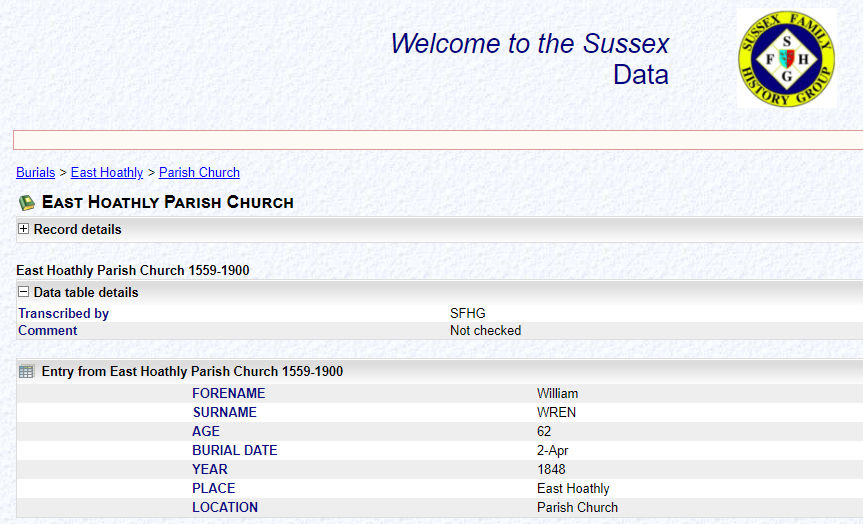 Welcome to the Sussex
Data
SUSSEX FAMILY
HISTORY GROUP
S
F H
G
Burials > East Hoathly > Parish Church
EAST HOATHLY PARISH CHURCH
Record details
East Hoathly Parish Church 1559-1900
Data table details
Transcribed by SFHG
Comment Not checked
Entry from East Hoathly Parish Church 1559-1900
FORENAME William
SURNAME WREN
AGE 62
BURIAL DATE 2-Apr
YEAR 1848
PLACE East Hoathly
LOCATION Parish Church